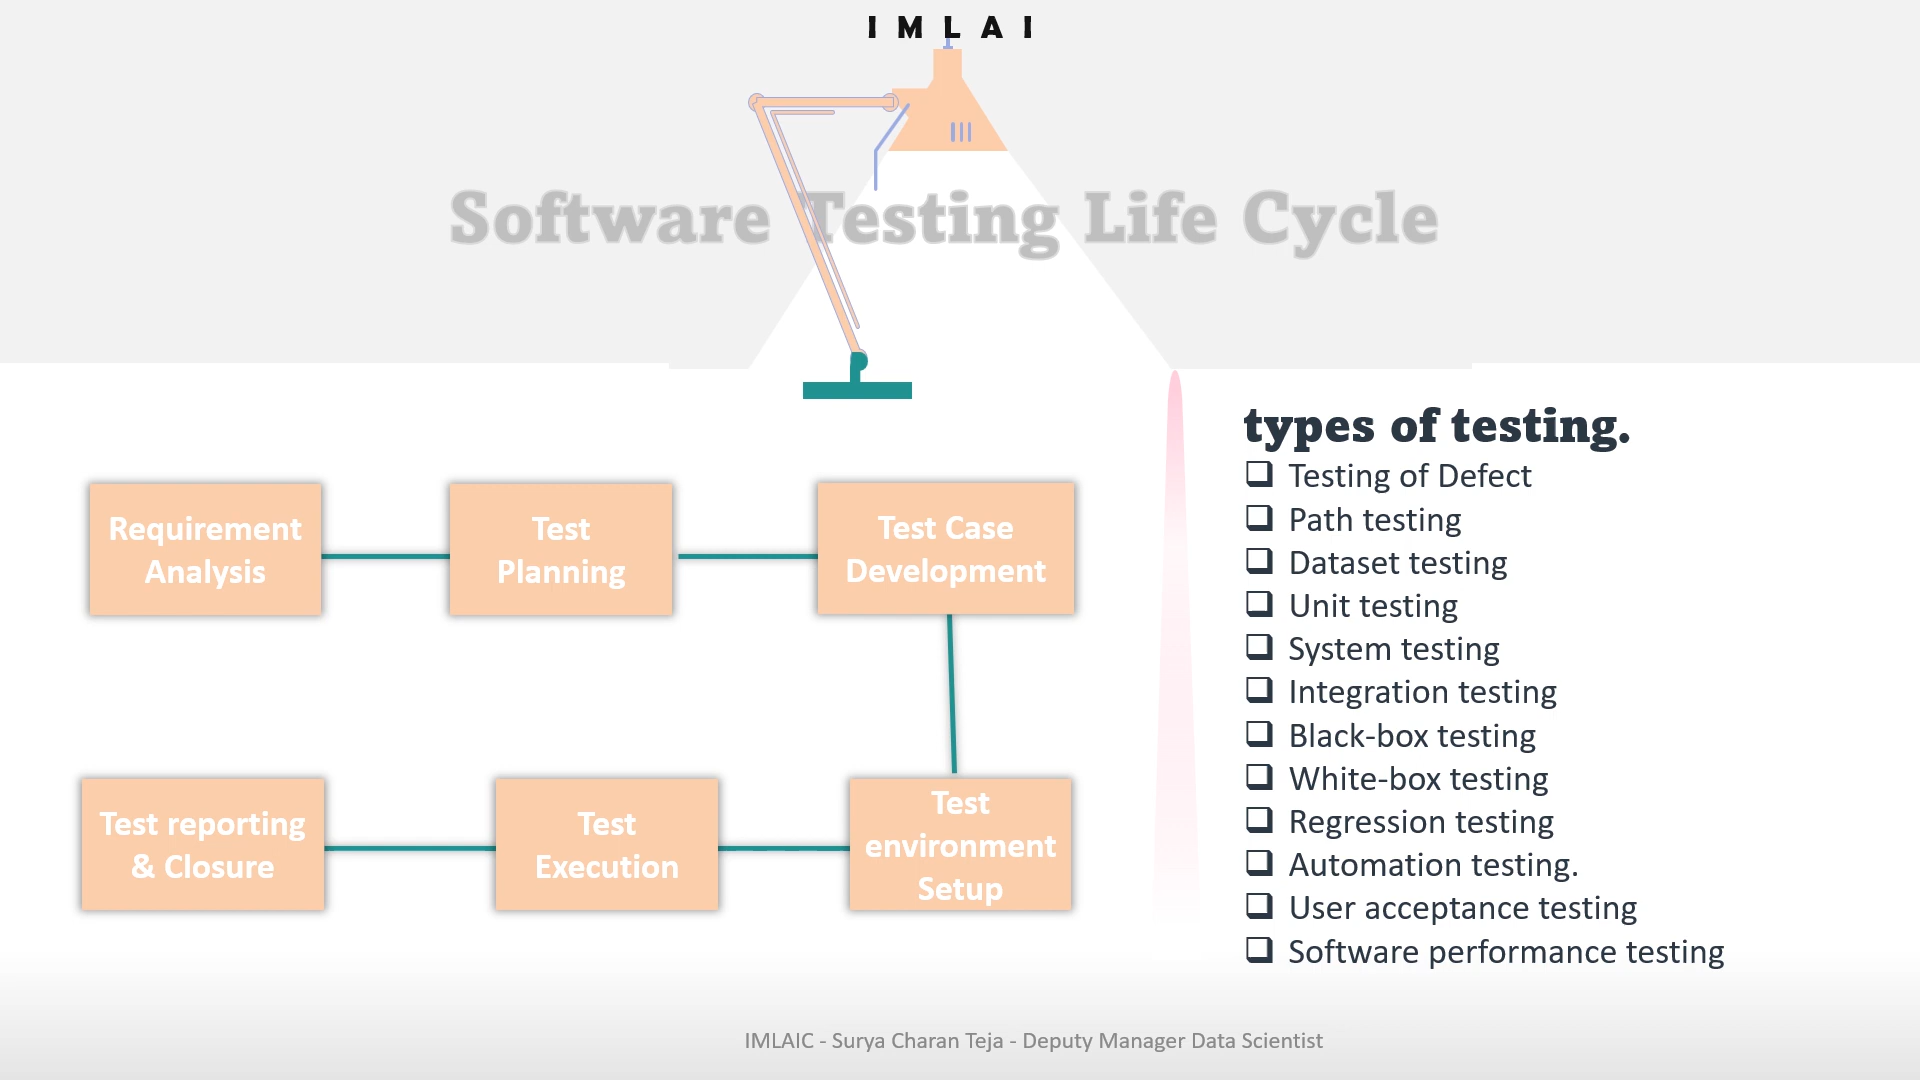 IMLAI
Software Testing Life Cycle
Requirement
Analysis
Test
Planning
Test Case
Development
Test reporting
& Closure
Test
Execution
Test
environment
Setup
types of testing.
Testing of Defect
Path testing
Dataset testing
Unit testing
System testing
Integration testing
Black-box testing
White-box testing
Regression testing
Automation testing.
User acceptance testing
Software performance testing
IMLAIC - Surya Charan Teja - Deputy Manager Data Scientist